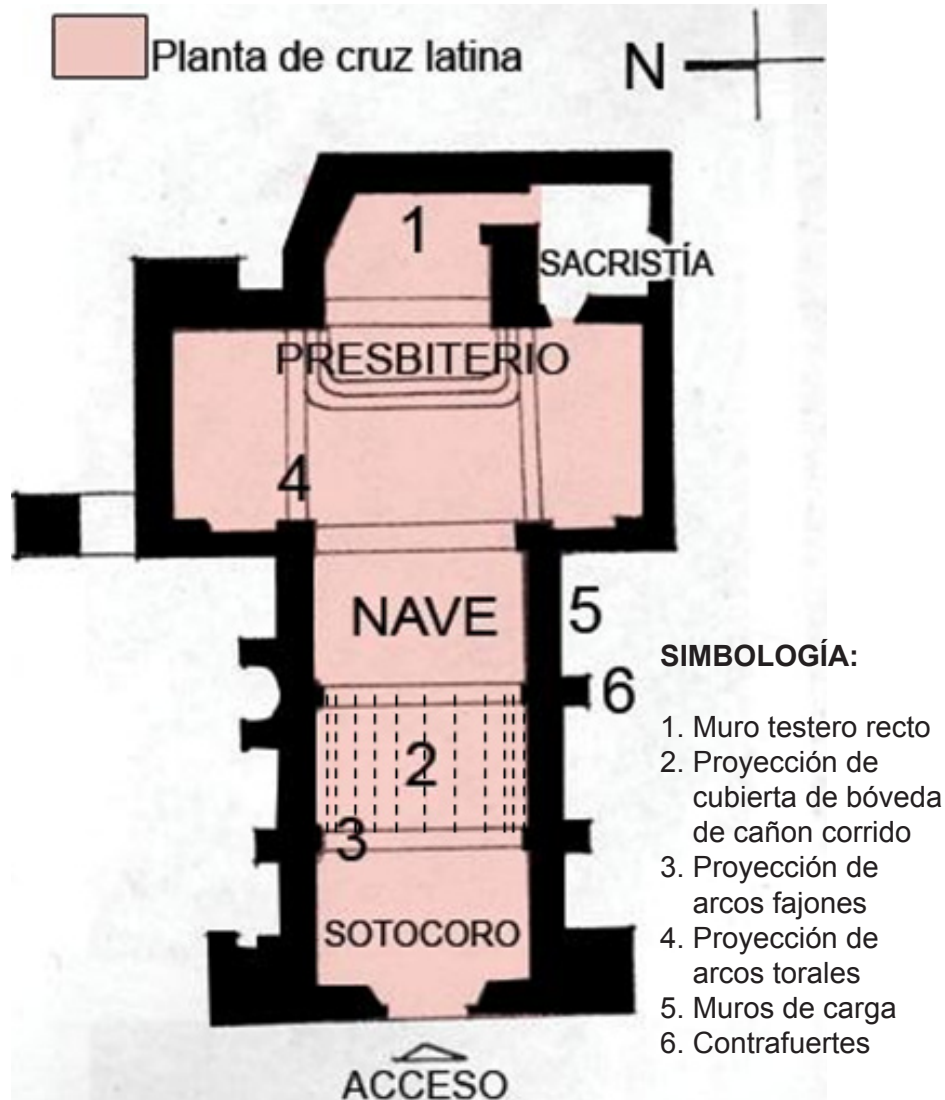 Planta de cruz latina
N
1
SACRISTÍA
PRESBITERIO
4
NAVE
5
6
2
3
SOTOCORO
ACCESO
SIMBOLOGÍA:
1. Muro testero recto
2. Proyección de
cubierta de bóveda
de cañon corrido
3. Proyección de
arcos fajones
4. Proyección de
arcos torales
5. Muros de carga
6. Contrafuertes